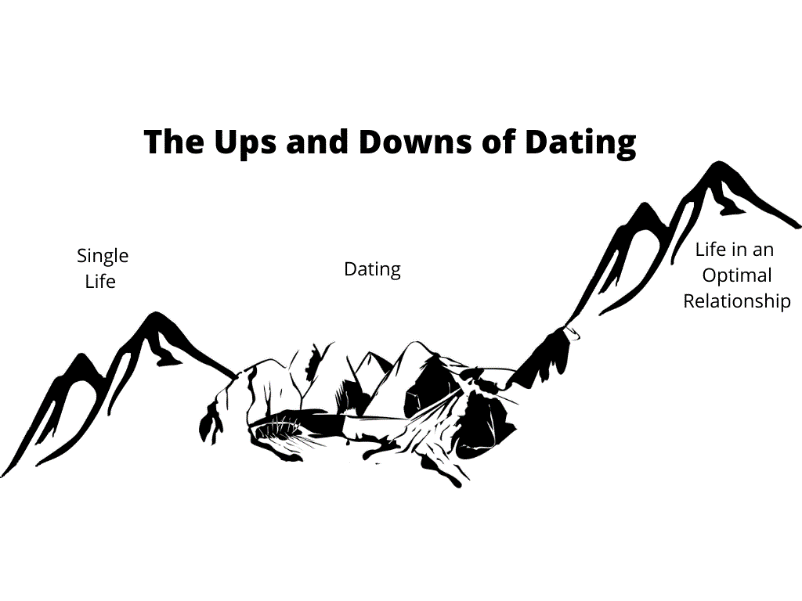 The Ups and Downs of Dating
Single
Life
Dating
Life in an
Optimal
Relationship